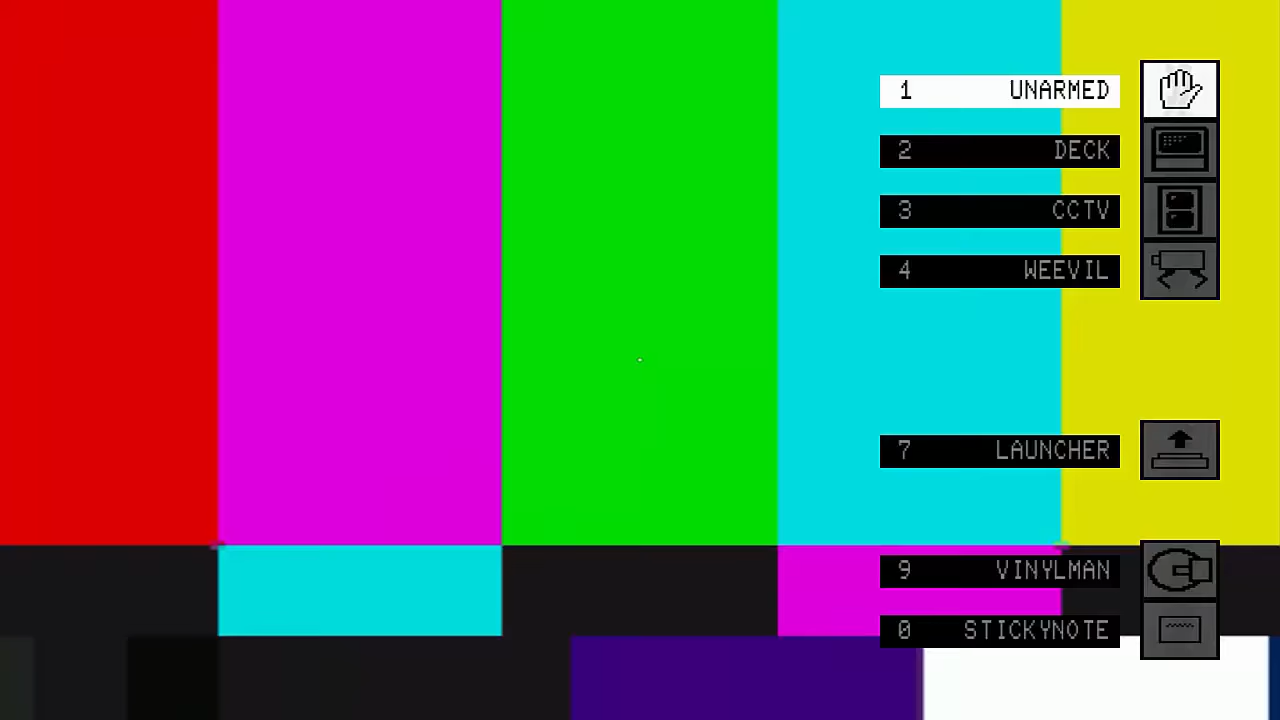 1 UNARMED
2 DECK
3 CCTV
4 WEEVIL
7 LAUNCHER
9 VINYLMAN
0 STICKYNOTE